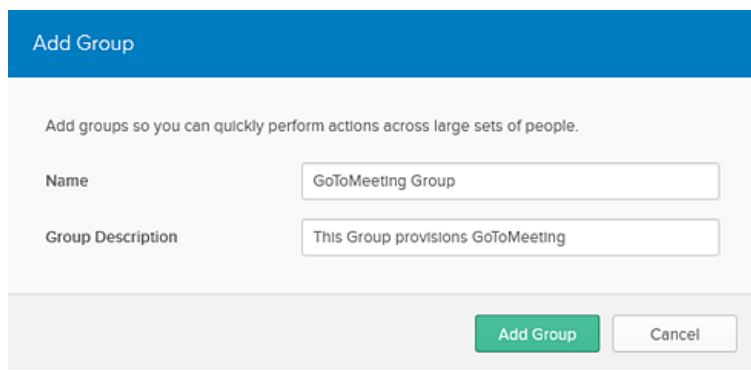 Add Group
Add groups so you can quickly perform actions across large sets of people.
Name
GoToMeeting Group
Group Description
This Group provisions GoToMeeting
Add Group
Cancel